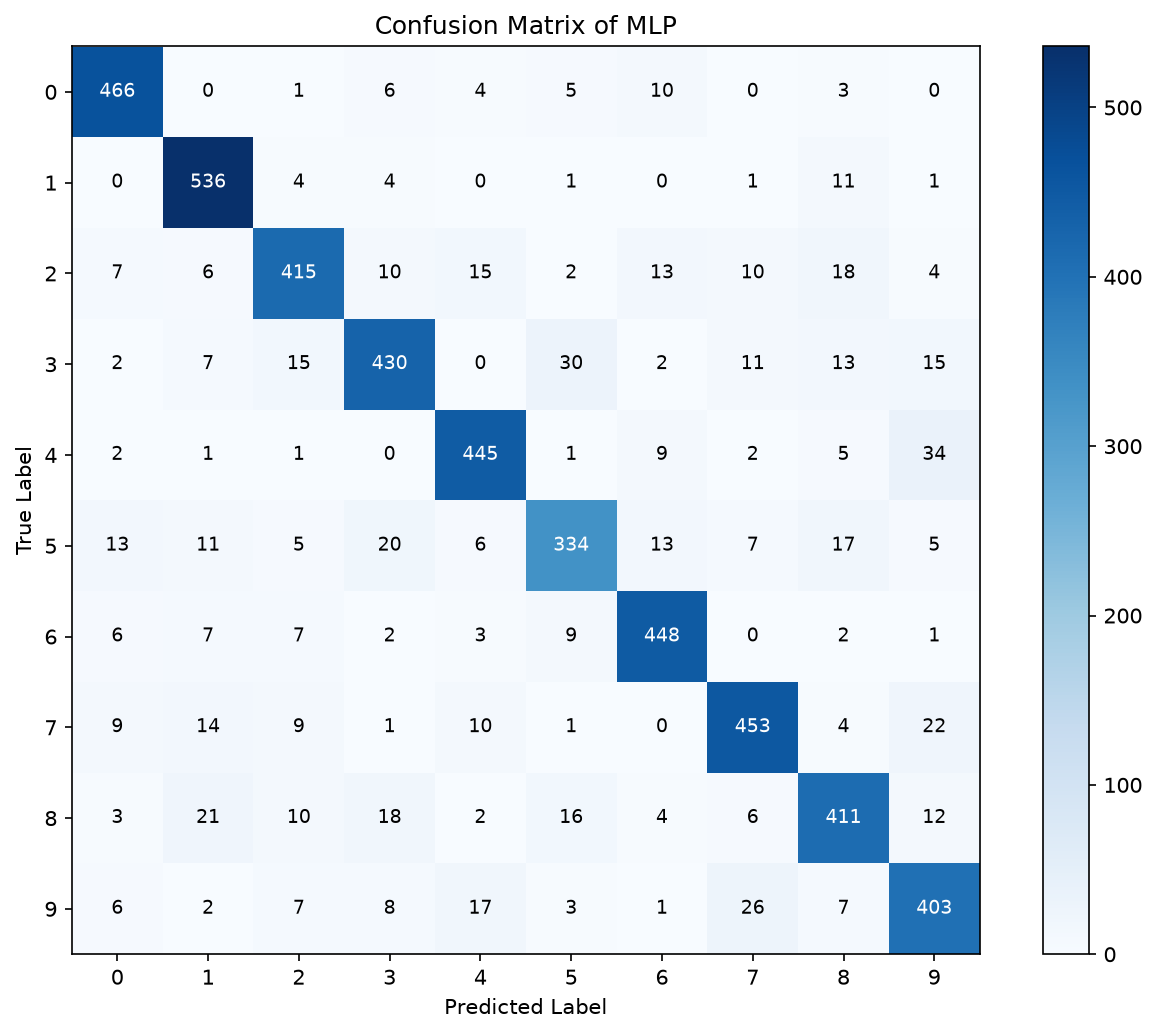 Confusion Matrix of MLP
0 466 0 1 6 4 5 10 0 3 0
1 0 536 4 4 0 1 0 1 11 1
2 7 6 415 10 15 2 13 10 18 4
3 2 7 15 430 0 30 2 11 13 15
4 2 1 1 0 445 1 9 2 5 34
5 13 11 5 20 6 334 13 7 17 5
6 6 7 7 2 3 9 448 0 2 1
7 9 14 9 1 10 1 0 453 4 22
8 3 21 10 18 2 16 4 6 411 12
9 6 2 7 8 17 3 1 26 7 403
0 1 2 3 4 5 6 7 8 9
Predicted Label
True Label
500
400
300
200
100
0